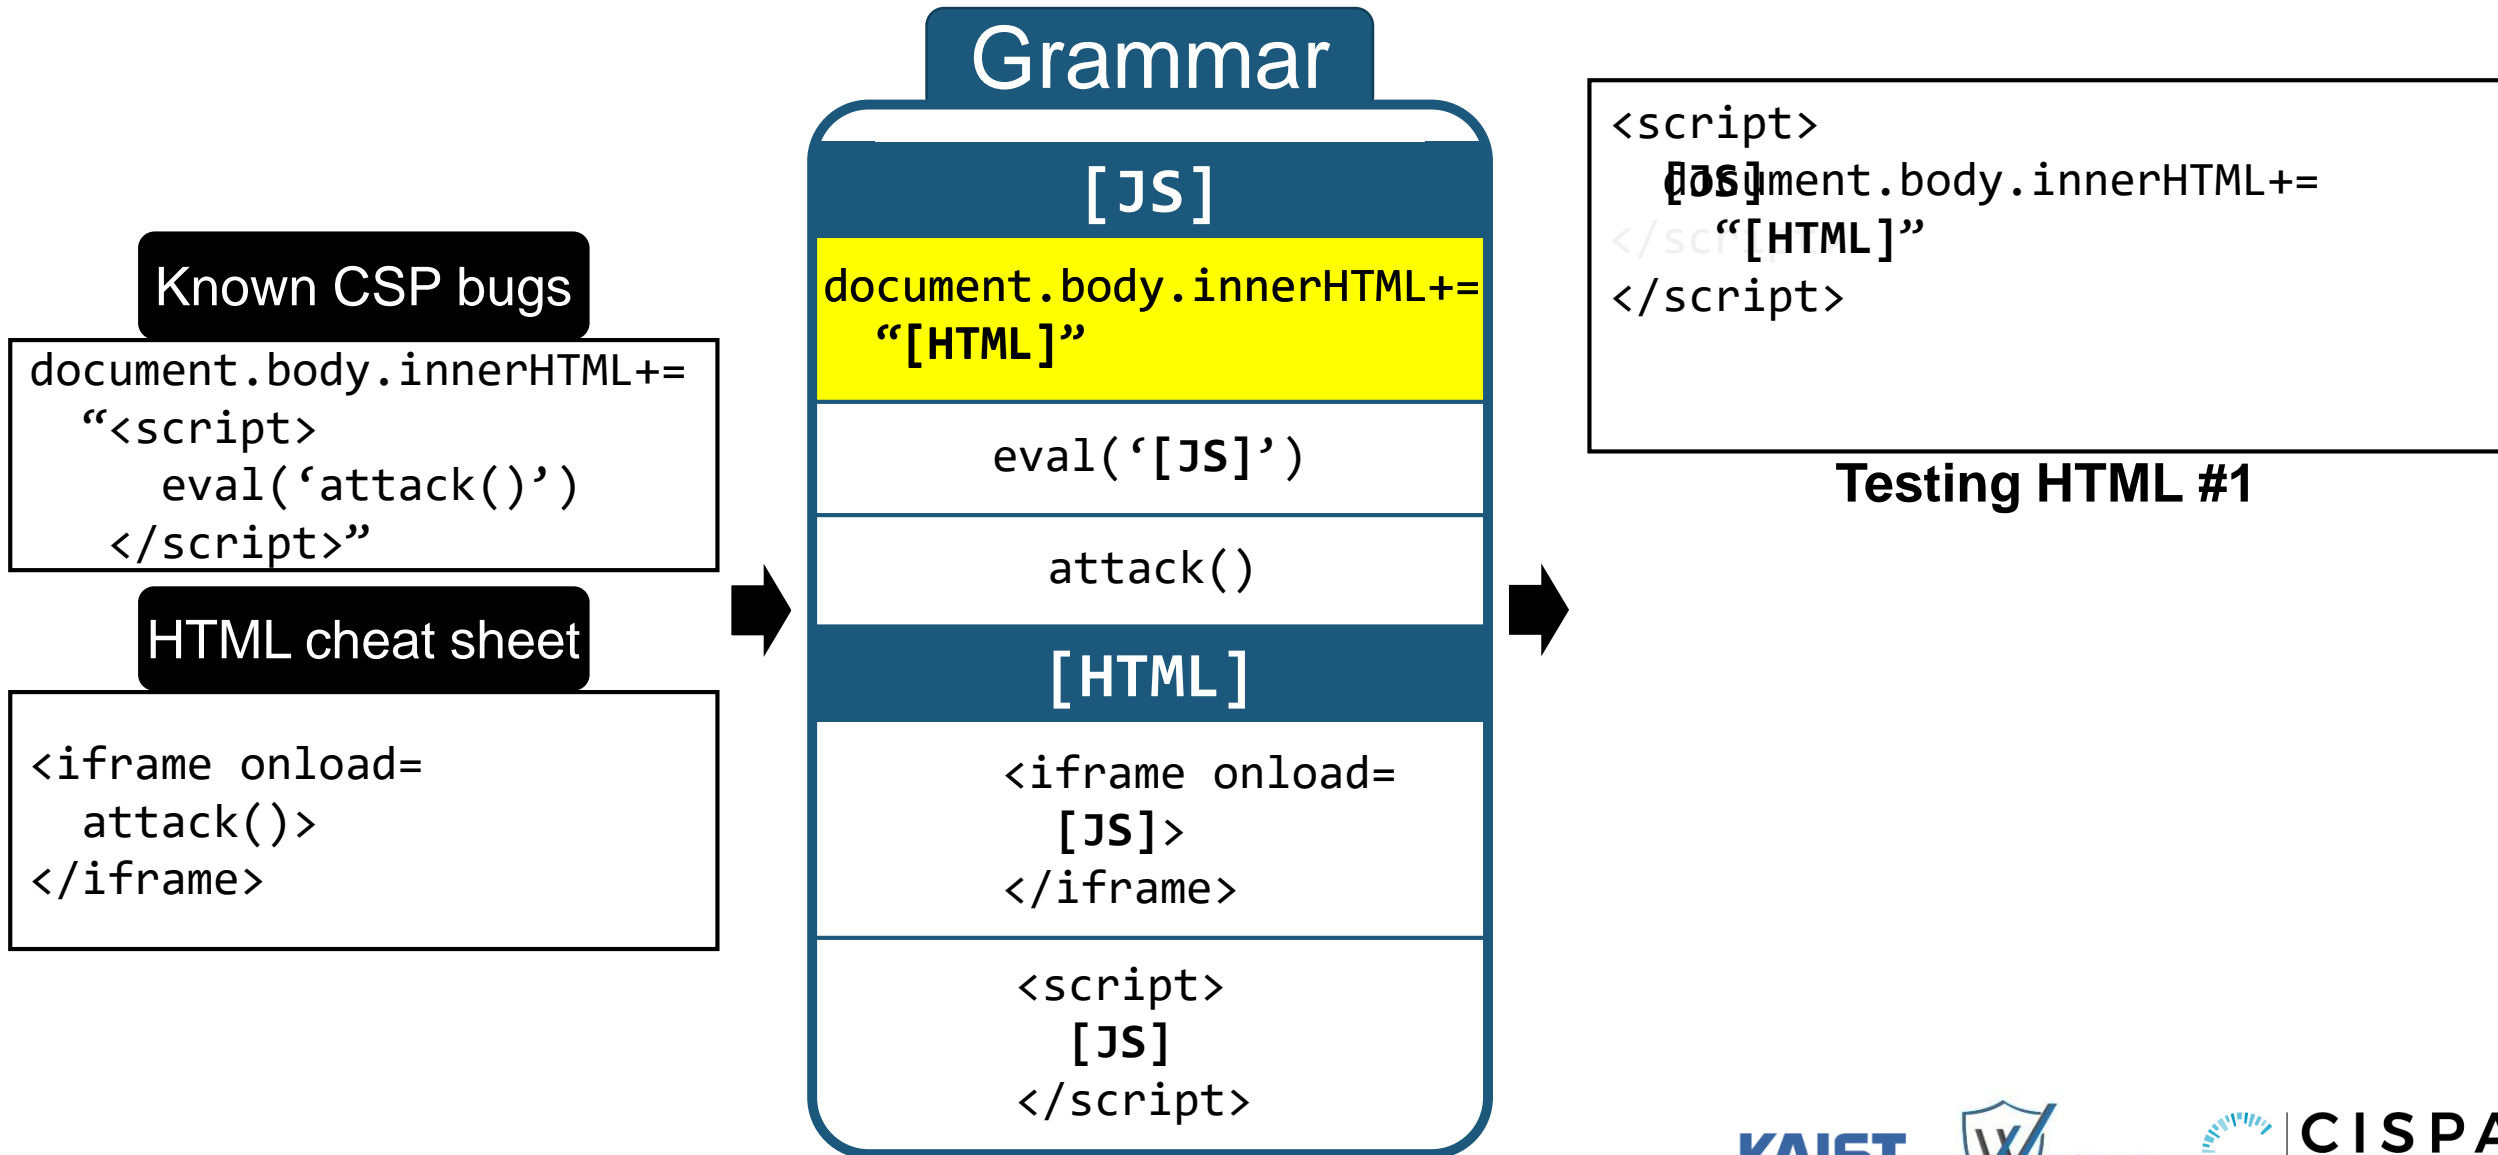 Grammar
Known CSP bugs
document.body.innerHTML+=
“<script>
eval(‘attack()’)
</script>”
HTML cheat sheet
<iframe onload=
attack()>
</iframe>
[JS]
document.body.innerHTML+=
“[HTML]”
eval(‘[JS]’)
attack()
[HTML]
<iframe onload=
[JS]>
</iframe>
<script>
[JS]
</script>
<script>
[JS]
document.body.innerHTML+=
“[HTML]”
</script>
Testing HTML #1
KAIST
CISPA